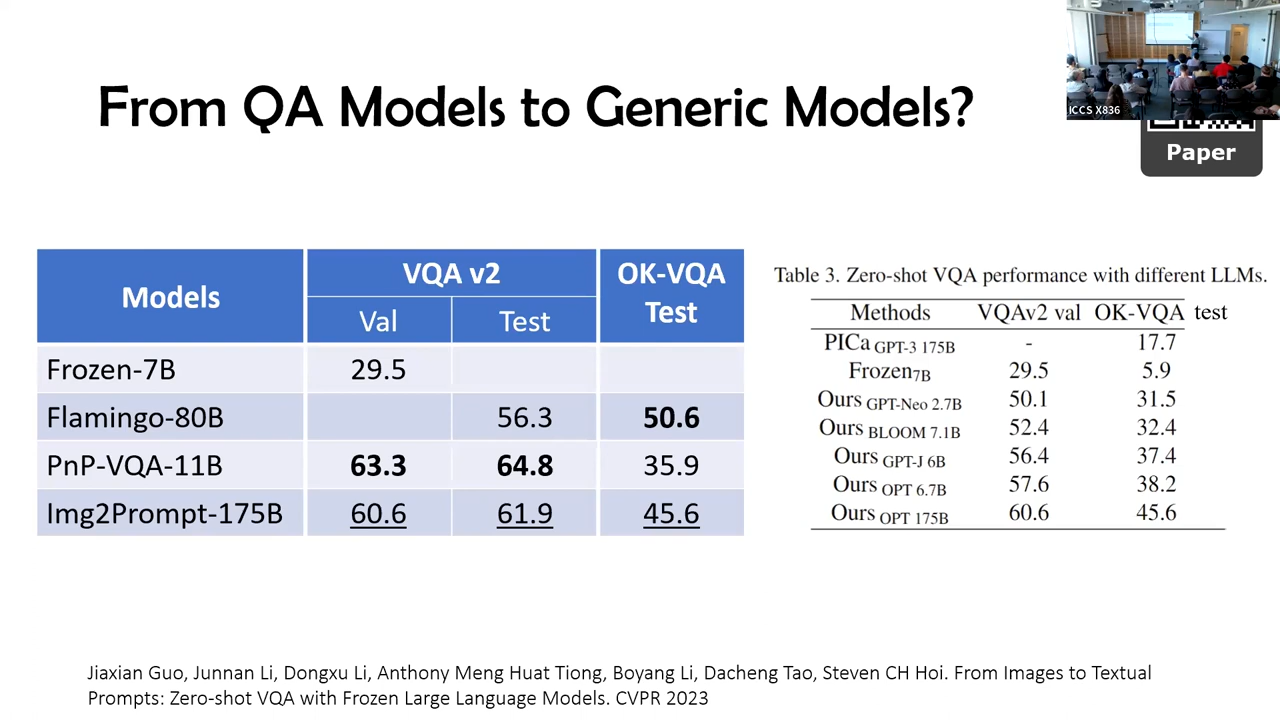 ICCS X836
Paper
From QA Models to Generic Models?
Models VQA v2 OK-VQA Test
Val Test
Frozen-7B 29.5
Flamingo-80B 56.3 50.6
PnP-VQA-11B 63.3 64.8 35.9
Img2Prompt-175B 60.6 61.9 45.6
Table 3. Zero-shot VQA performance with different LLMs.
Methods VQAv2 val OK-VQA test
PICa GPT-3 175B - 17.7
Frozen 7B 29.5 5.9
Ours GPT-Neo 2.7B 50.1 31.5
Ours BLOOM 7.1B 52.4 32.4
Ours GPT-J 6B 56.4 37.4
Ours OPT 6.7B 57.6 38.2
Ours OPT 175B 60.6 45.6
Jiaxian Guo, Junnan Li, Dongxu Li, Anthony Meng Huat Tiong, Boyang Li, Dacheng Tao, Steven CH Hoi. From Images to Textual
Prompts: Zero-shot VQA with Frozen Large Language Models. CVPR 2023